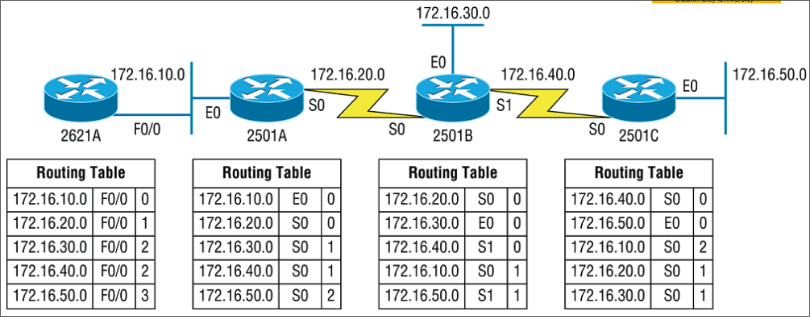 172.16.30.0
E0
172.16.10.0
172.16.20.0
172.16.40.0
172.16.50.0
E0
S0
S1
E0
F0/0
S0
S0
2621A
2501A
2501B
2501C
Routing Table
172.16.10.0 F0/0 0
172.16.20.0 F0/0 1
172.16.30.0 F0/0 2
172.16.40.0 F0/0 2
172.16.50.0 F0/0 3
Routing Table
172.16.10.0 E0 0
172.16.20.0 S0 0
172.16.30.0 S0 1
172.16.40.0 S0 1
172.16.50.0 S0 2
Routing Table
172.16.20.0 S0 0
172.16.30.0 E0 0
172.16.40.0 S1 0
172.16.10.0 S0 1
172.16.50.0 S1 1
Routing Table
172.16.40.0 S0 0
172.16.50.0 E0 0
172.16.10.0 S0 2
172.16.20.0 S0 1
172.16.30.0 S0 1